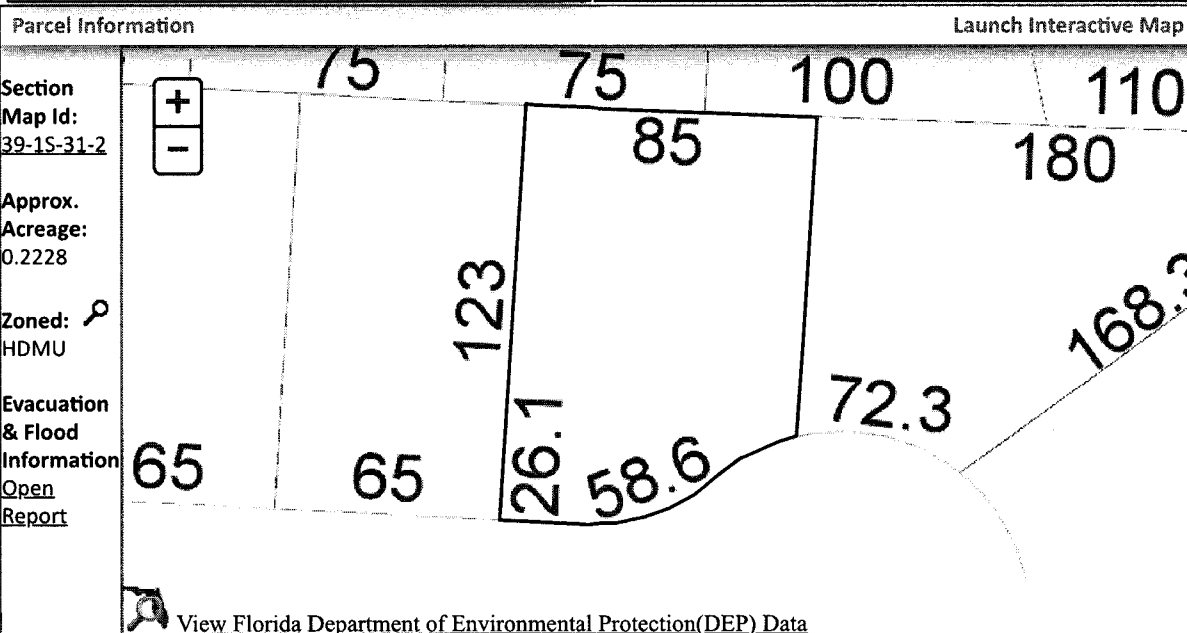 Parcel Information
Launch Interactive Map
Section
Map Id:
39-1S-31-2
Approx.
Acreage:
0.2228
Zoned:
HDMU
Evacuation
& Flood
Information
Open
Report
+
−
75
75
100
110
85
180
123
168.3
72.3
26.1
58.6
65
65
View Florida Department of Environmental Protection(DEP) Data